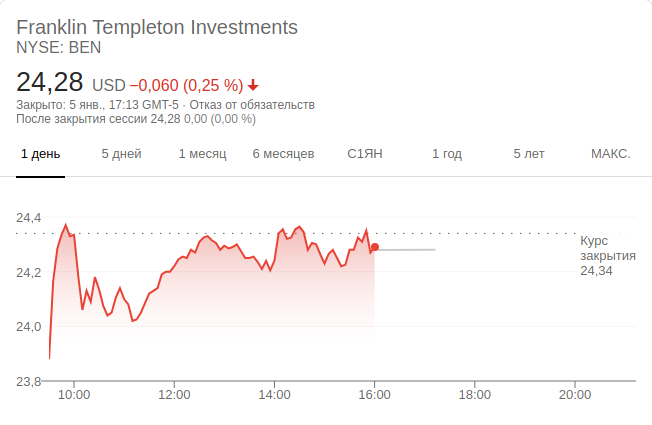 Franklin Templeton Investments
NYSE: BEN
24,28 USD −0,060 (0,25 %)
Закрыто: 5 янв., 17:13 GMT-5 · Отказ от обязательств
После закрытия сессии 24,28 0,00 (0,00 %)
1 день 5 дней 1 месяц 6 месяцев С1ЯН 1 год 5 лет МАКС.
24,4
Курс
закрытия
24,34
24,2
24,0
23,8
10:00 12:00 14:00 16:00 18:00 20:00